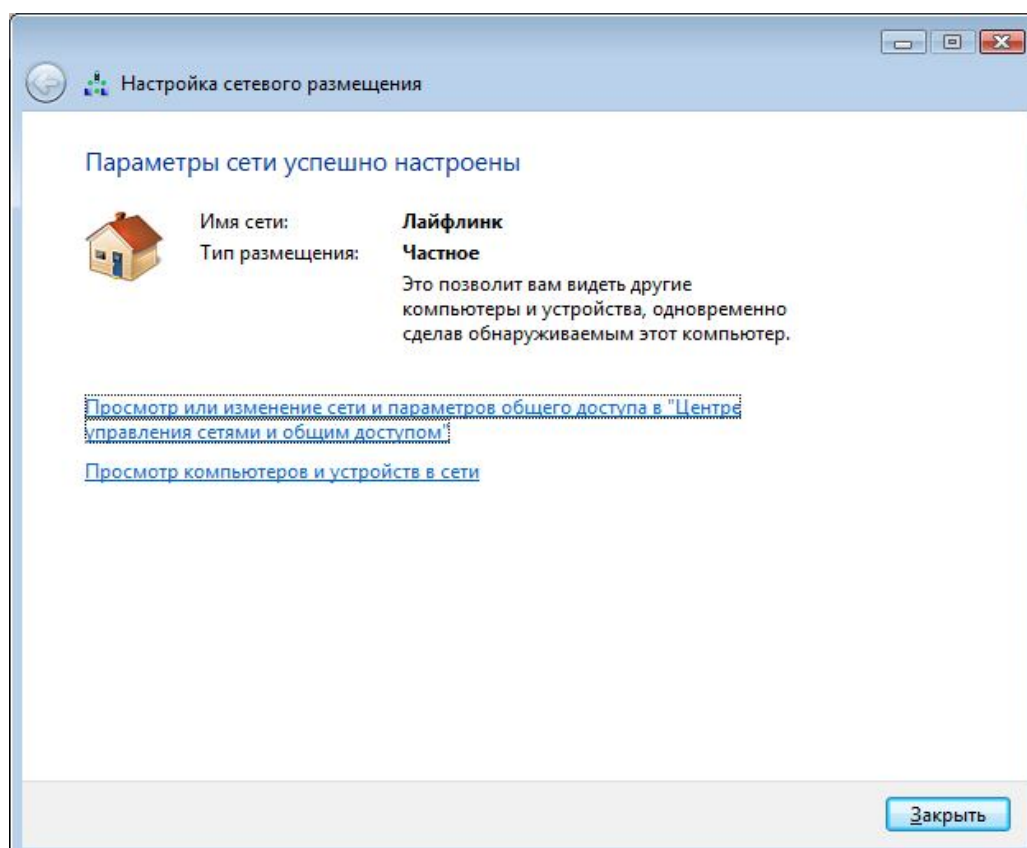 Настройка сетевого размещения
Параметры сети успешно настроены
Имя сети: Лайфлинк
Тип размещения: Частное
Это позволит вам видеть другие
компьютеры и устройства, одновременно
сделав обнаруживаемым этот компьютер.
Просмотр или изменение сети и параметров общего доступа в "Центре
управления сетями и общим доступом"
Просмотр компьютеров и устройств в сети
Закрыть